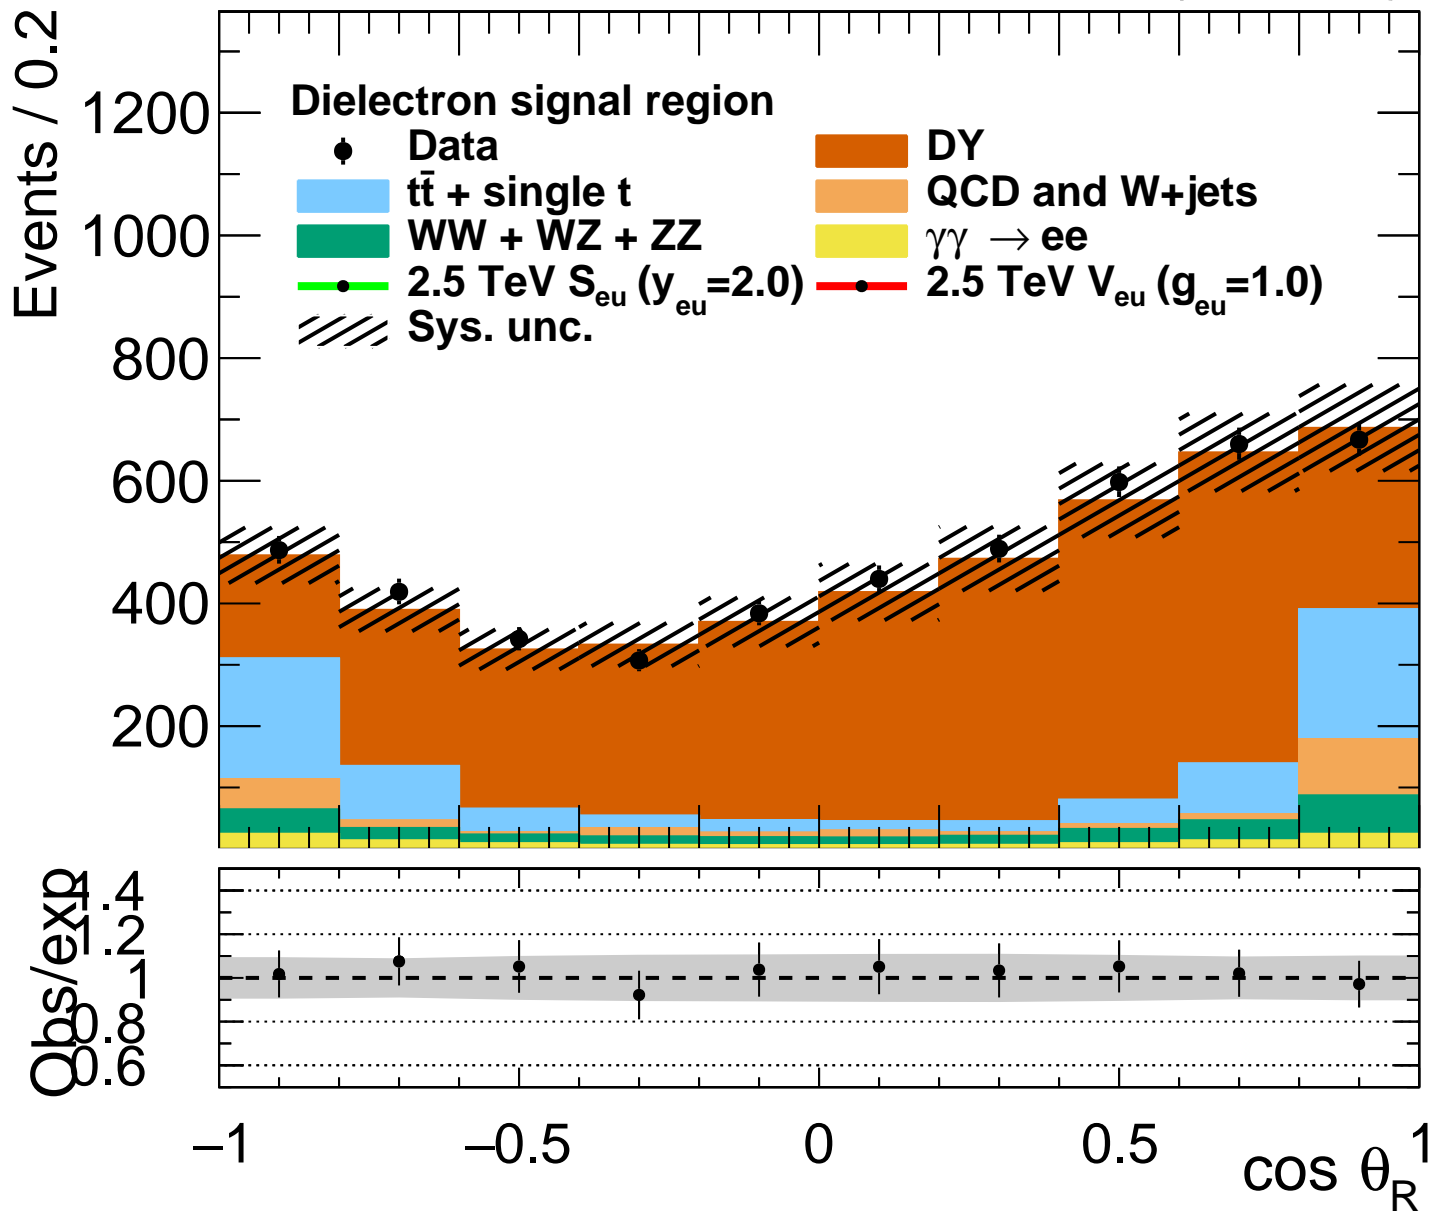 Events / 0.2
1200
1000
800
600
400
200
Dielectron signal region
Data
DY
tt̄ + single t
QCD and W+jets
WW + WZ + ZZ
γγ → ee
2.5 TeV S_eu (y_eu=2.0)
2.5 TeV V_eu (g_eu=1.0)
Sys. unc.
Obs/exp
1.4
1.2
1
0.8
0.6
–1
–0.5
0
0.5
1
cos θ_R